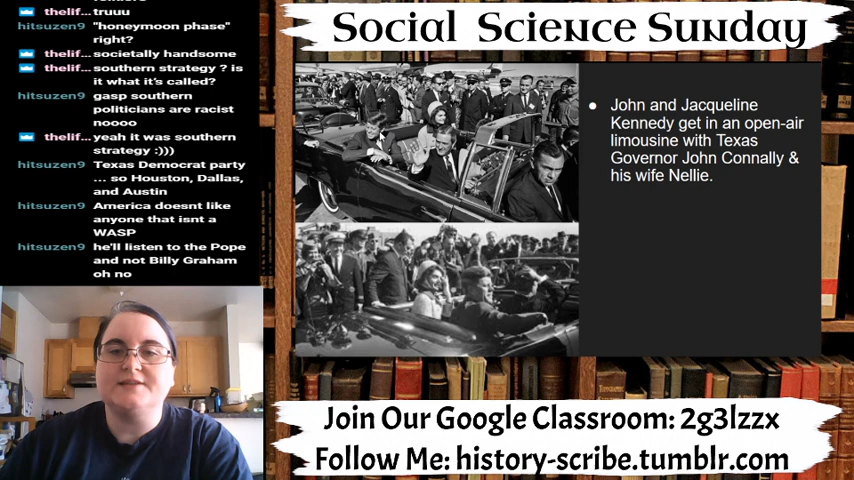 truuu
hitsuzen9 "honeymoon phase"
right?
thelif... societally handsome
thelif... southern strategy ? is
it what it's called?
hitsuzen9 gasp southern
politicians are racist
noooo
thelif... yeah it was southern
strategy :)))
hitsuzen9 Texas Democrat party
... so Houston, Dallas,
and Austin
hitsuzen9 America doesnt like
anyone that isnt a
WASP
hitsuzen9 he'll listen to the Pope
and not Billy Graham
oh no
Social Science Sunday
● John and Jacqueline
Kennedy get in an open-air
limousine with Texas
Governor John Connally &
his wife Nellie.
Join Our Google Classroom: 2g3lzzx
Follow Me: history-scribe.tumblr.com